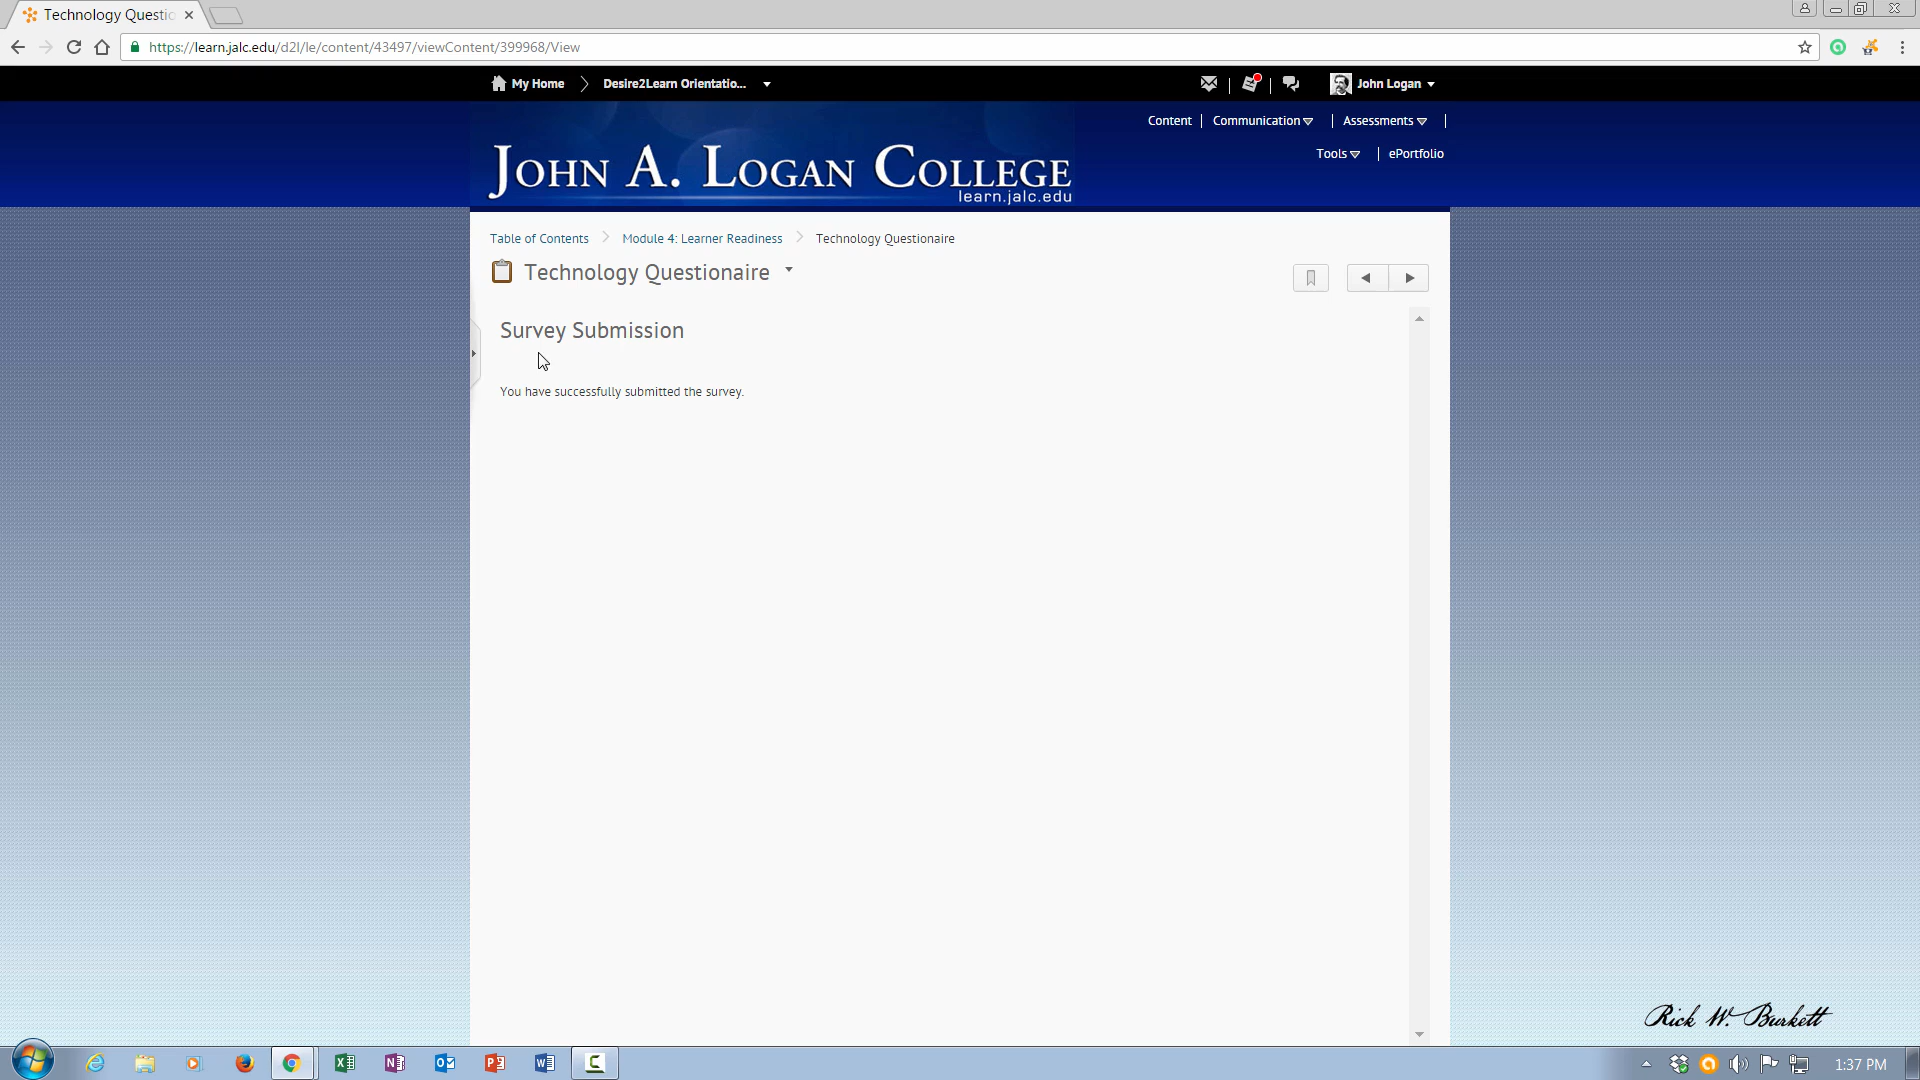 Technology Questio
https://learn.jalc.edu/d2l/le/content/43497/viewContent/399968/View
My Home
Desire2Learn Orientatio...
John Logan
Content
Communication
Assessments
Tools
ePortfolio
JOHN A. LOGAN COLLEGE
learn.jalc.edu
Table of Contents
Module 4: Learner Readiness
Technology Questionaire
Technology Questionaire
Survey Submission
You have successfully submitted the survey.
Rick W. Burkett
1:37 PM